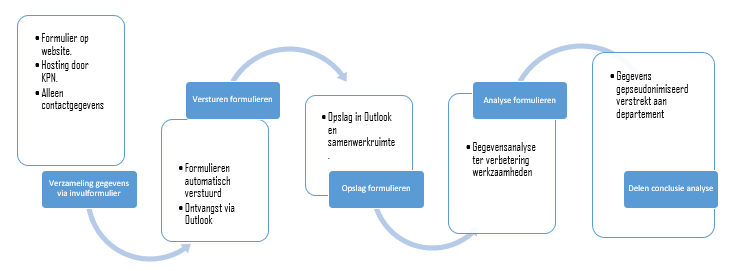 • Formulier op
website.
• Hosting door
KPN.
• Alleen
contactgegevens
Verzameling gegevens
via invulformulier
Versturen formulieren
• Formulieren
automatisch
verstuurd
• Ontvangst via
Outlook
• Opslag in Outlook
en
samenwerkruimte
.
Opslag formulieren
Analyse formulieren
• Gegevensanalyse
ter verbetering
werkzaamheden
• Gegevens
gepseudonimiseerd
verstrekt aan
departement
Delen conclusie analyse